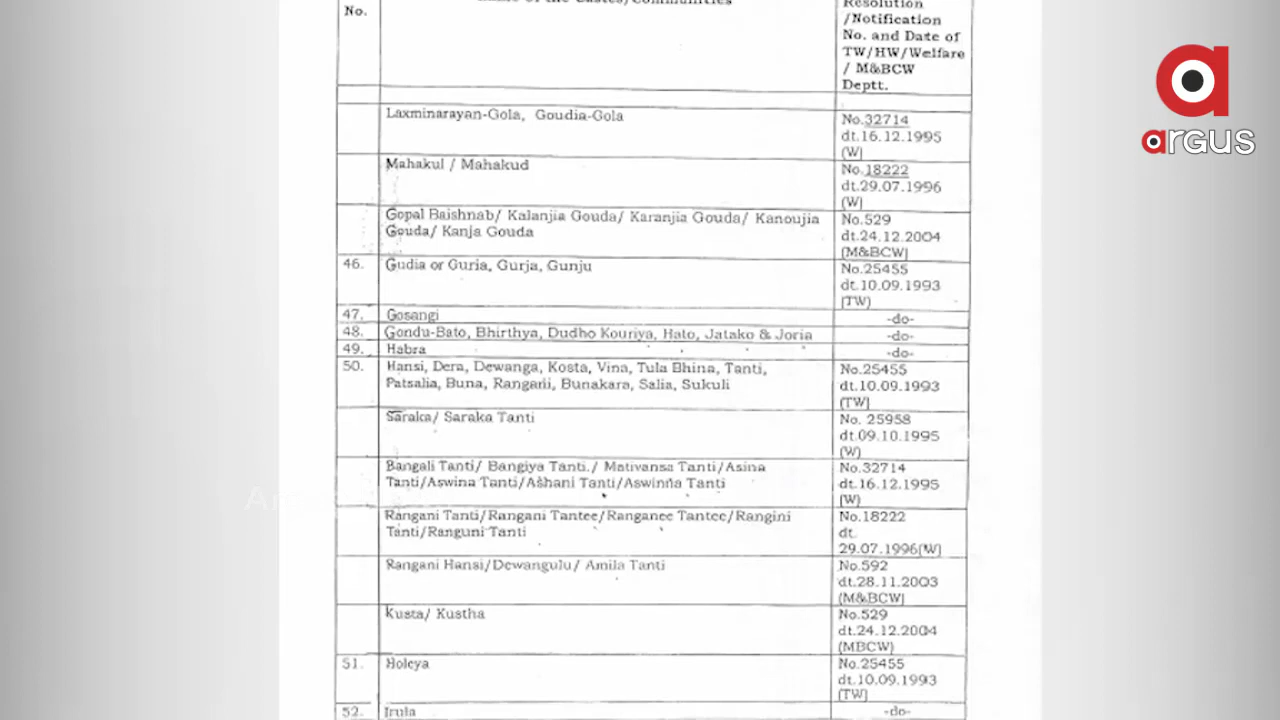 No.
Name of the Castes/Communities
Resolution
/Notification
No. and Date of
TW/HW/Welfare
/ M&BCW
Deptt.
Laxminarayan-Gola, Goudia-Gola
No.32714
dt.16.12.1995
(W)
Mahakul / Mahakud
No.18222
dt.29.07.1996
(W)
Gopal Baishnab/ Kalanjia Gouda/ Karanjia Gouda/ Kanoujia
Gouda/ Kanja Gouda
No.529
dt.24.12.2004
(M&BCW)
46. Gudia or Guria, Gurja, Gunju
No.25455
dt.10.09.1993
(TW)
47. Gosangi -do-
48. Gondu-Bato, Bhirthya, Dudho Kouriya, Hato, Jatako & Joria -do-
49. Habra -do-
50. Hansi, Dera, Dewanga, Kosta, Vina, Tula Bhina, Tanti,
Patsalia, Buna, Rangani, Bunakara, Salia, Sukuli
No.25455
dt.10.09.1993
(TW)
Saraka/ Saraka Tanti
No. 25958
dt.09.10.1995
(W)
Bangali Tanti/ Bangiya Tanti./ Mativansa Tanti/Asina
Tanti/Aswina Tanti/Ashani Tanti/Aswinna Tanti
No.32714
dt.16.12.1995
(W)
Rangani Tanti/Rangani Tantee/Ranganee Tantee/Rangini
Tanti/Ranguni Tanti
No.18222
dt.
29.07.1996(W)
Rangani Hansi/Dewangulu/ Amila Tanti
No.592
dt.28.11.2003
(M&BCW)
Kusta/ Kustha
No.529
dt.24.12.2004
(MBCW)
51. Holeya
No.25455
dt.10.09.1993
(TW)
52. Irula -do-
argus